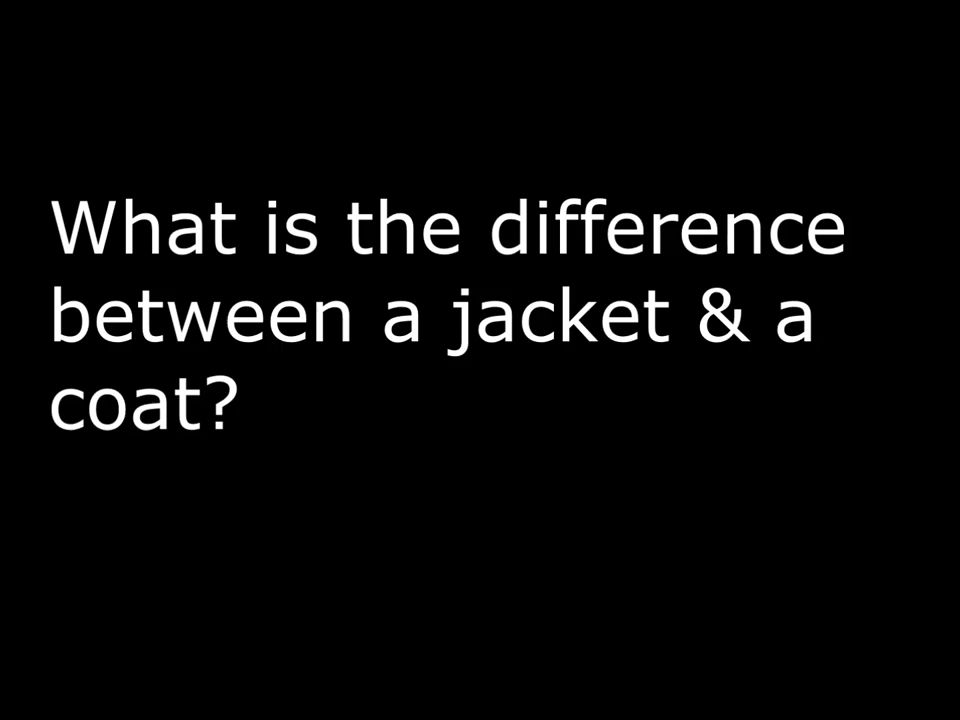 What is the difference
between a jacket & a
coat?